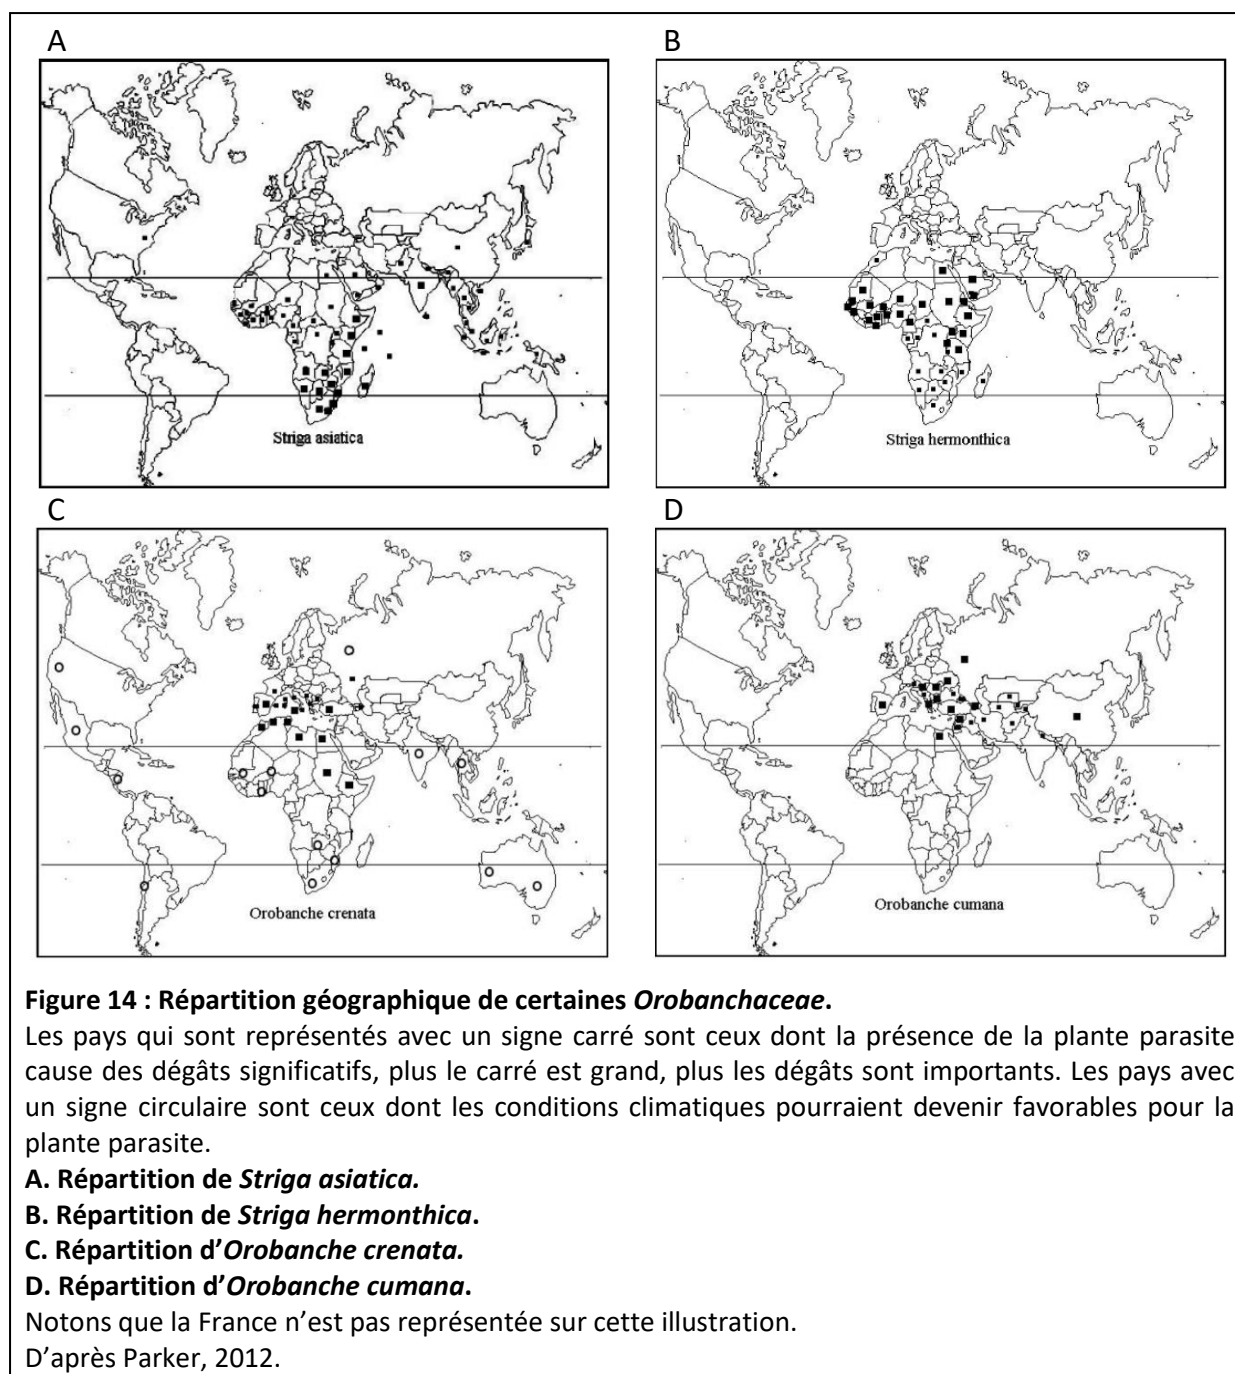 A
B
Striga asiatica
Striga hermonthica
C
D
Orobanche crenata
Orobanche cumana
Figure 14 : Répartition géographique de certaines Orobanchaceae.
Les pays qui sont représentés avec un signe carré sont ceux dont la présence de la plante parasite
cause des dégâts significatifs, plus le carré est grand, plus les dégâts sont importants. Les pays avec
un signe circulaire sont ceux dont les conditions climatiques pourraient devenir favorables pour la
plante parasite.
A. Répartition de Striga asiatica.
B. Répartition de Striga hermonthica.
C. Répartition d’Orobanche crenata.
D. Répartition d’Orobanche cumana.
Notons que la France n’est pas représentée sur cette illustration.
D’après Parker, 2012.